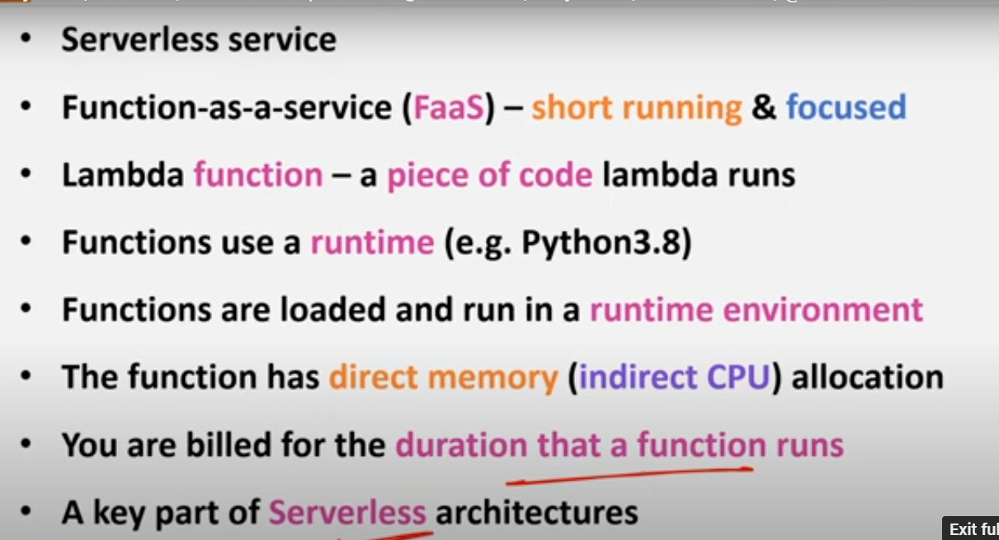 • Serverless service
• Function-as-a-service (FaaS) – short running & focused
• Lambda function – a piece of code lambda runs
• Functions use a runtime (e.g. Python3.8)
• Functions are loaded and run in a runtime environment
• The function has direct memory (indirect CPU) allocation
• You are billed for the duration that a function runs
• A key part of Serverless architectures
Exit ful